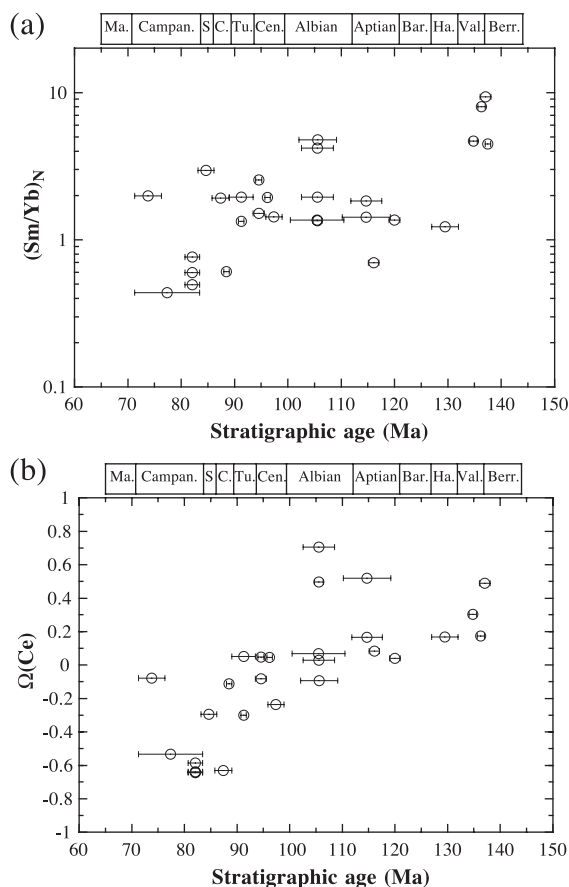 (a)
Ma. Campan. S C. Tu. Cen. Albian Aptian Bar. Ha. Val. Berr.
10
1
0.1
(Sm/Yb)N
60 70 80 90 100 110 120 130 140 150
Stratigraphic age (Ma)
(b)
Ma. Campan. S C. Tu. Cen. Albian Aptian Bar. Ha. Val. Berr.
1
0.8
0.6
0.4
0.2
0
-0.2
-0.4
-0.6
-0.8
-1
Ω(Ce)
60 70 80 90 100 110 120 130 140 150
Stratigraphic age (Ma)